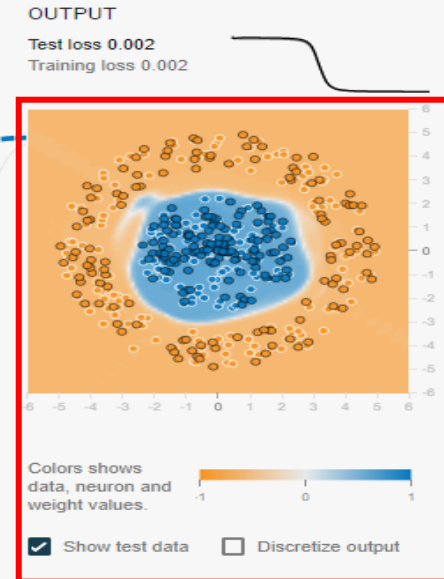 OUTPUT
Test loss 0.002
Training loss 0.002
6
5
4
3
2
1
0
-1
-2
-3
-4
-5
-6
-6 -5 -4 -3 -2 -1 0 1 2 3 4 5 6
Colors shows
data, neuron and
weight values.
-1 0 1
Show test data Discretize output